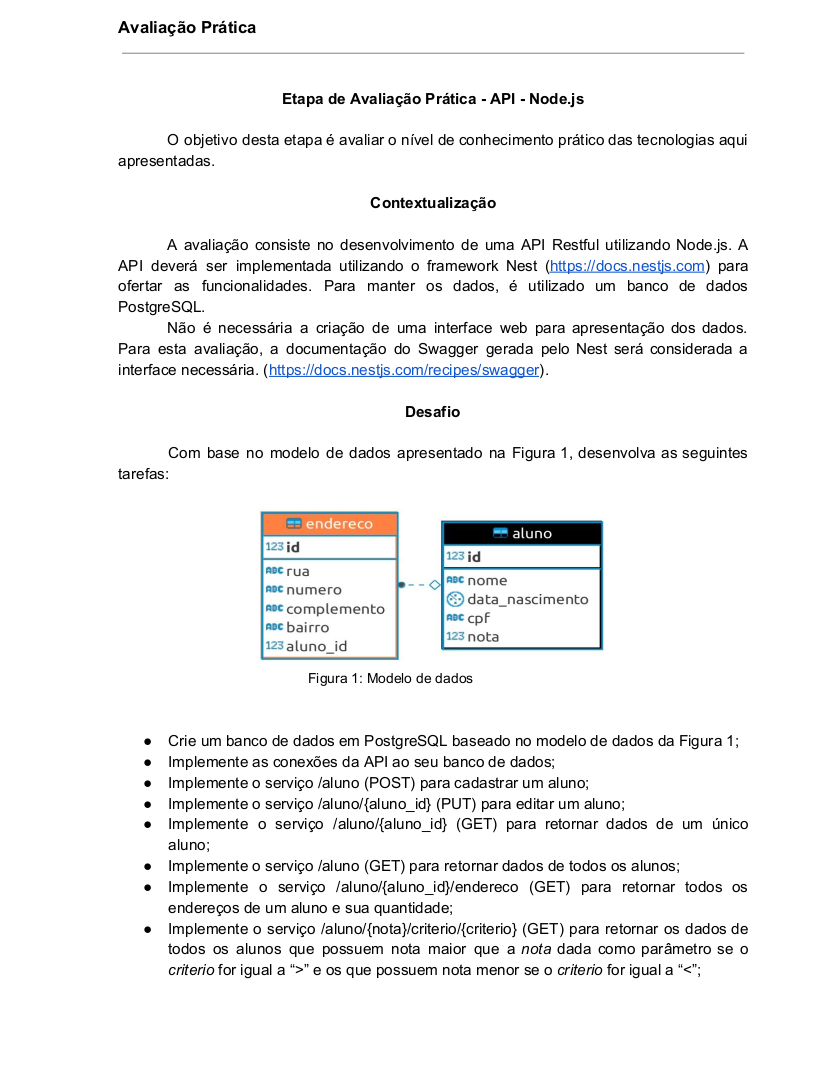 Avaliação Prática
Etapa de Avaliação Prática - API - Node.js
O objetivo desta etapa é avaliar o nível de conhecimento prático das tecnologias aqui
apresentadas.
Contextualização
A avaliação consiste no desenvolvimento de uma API Restful utilizando Node.js. A
API deverá ser implementada utilizando o framework Nest (https://docs.nestjs.com) para
ofertar as funcionalidades. Para manter os dados, é utilizado um banco de dados
PostgreSQL.
Não é necessária a criação de uma interface web para apresentação dos dados.
Para esta avaliação, a documentação do Swagger gerada pelo Nest será considerada a
interface necessária. (https://docs.nestjs.com/recipes/swagger).
Desafio
Com base no modelo de dados apresentado na Figura 1, desenvolva as seguintes
tarefas:
endereco
123 id
ABC rua
ABC numero
ABC complemento
ABC bairro
123 aluno_id
aluno
123 id
ABC nome
data_nascimento
ABC cpf
123 nota
Figura 1: Modelo de dados
● Crie um banco de dados em PostgreSQL baseado no modelo de dados da Figura 1;
● Implemente as conexões da API ao seu banco de dados;
● Implemente o serviço /aluno (POST) para cadastrar um aluno;
● Implemente o serviço /aluno/{aluno_id} (PUT) para editar um aluno;
● Implemente o serviço /aluno/{aluno_id} (GET) para retornar dados de um único
aluno;
● Implemente o serviço /aluno (GET) para retornar dados de todos os alunos;
● Implemente o serviço /aluno/{aluno_id}/endereco (GET) para retornar todos os
endereços de um aluno e sua quantidade;
● Implemente o serviço /aluno/{nota}/criterio/{criterio} (GET) para retornar os dados de
todos os alunos que possuem nota maior que a nota dada como parâmetro se o
criterio for igual a “>” e os que possuem nota menor se o criterio for igual a “<”;